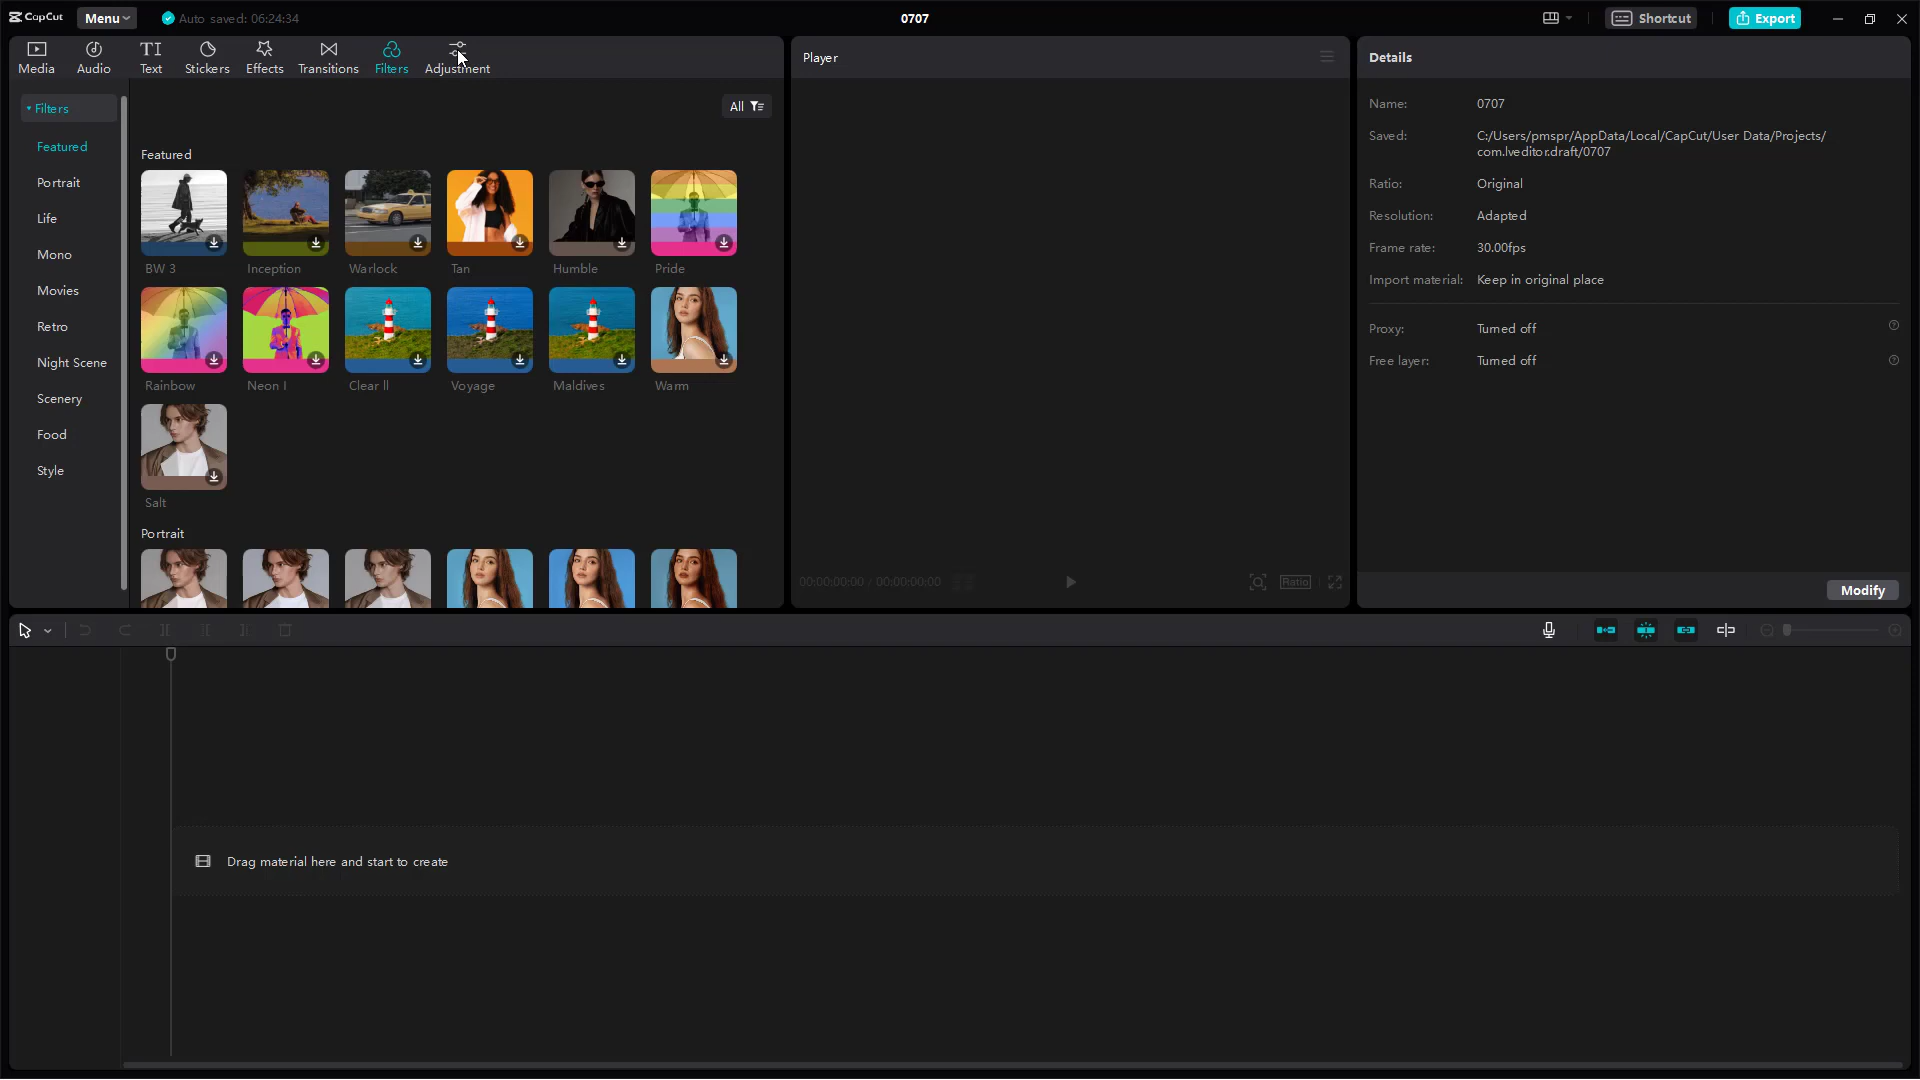 CapCut
Menu
Auto saved: 06:24:34
0707
Shortcut
Export
Media
Audio
TI
Text
Stickers
Effects
Transitions
Filters
Adjustment
Filters
Featured
Portrait
Life
Mono
Movies
Retro
Night Scene
Scenery
Food
Style
All
Featured
BW 3
Inception
Warlock
Tan
Humble
Pride
Rainbow
Neon I
Clear ll
Voyage
Maldives
Warm
Salt
Portrait
Player
00:00:00:00 / 00:00:00:00
Ratio
Details
Name: 0707
Saved: C:/Users/pmspr/AppData/Local/CapCut/User Data/Projects/
com.lveditor.draft/0707
Ratio: Original
Resolution: Adapted
Frame rate: 30.00fps
Import material: Keep in original place
Proxy: Turned off
Free layer: Turned off
Modify
Drag material here and start to create